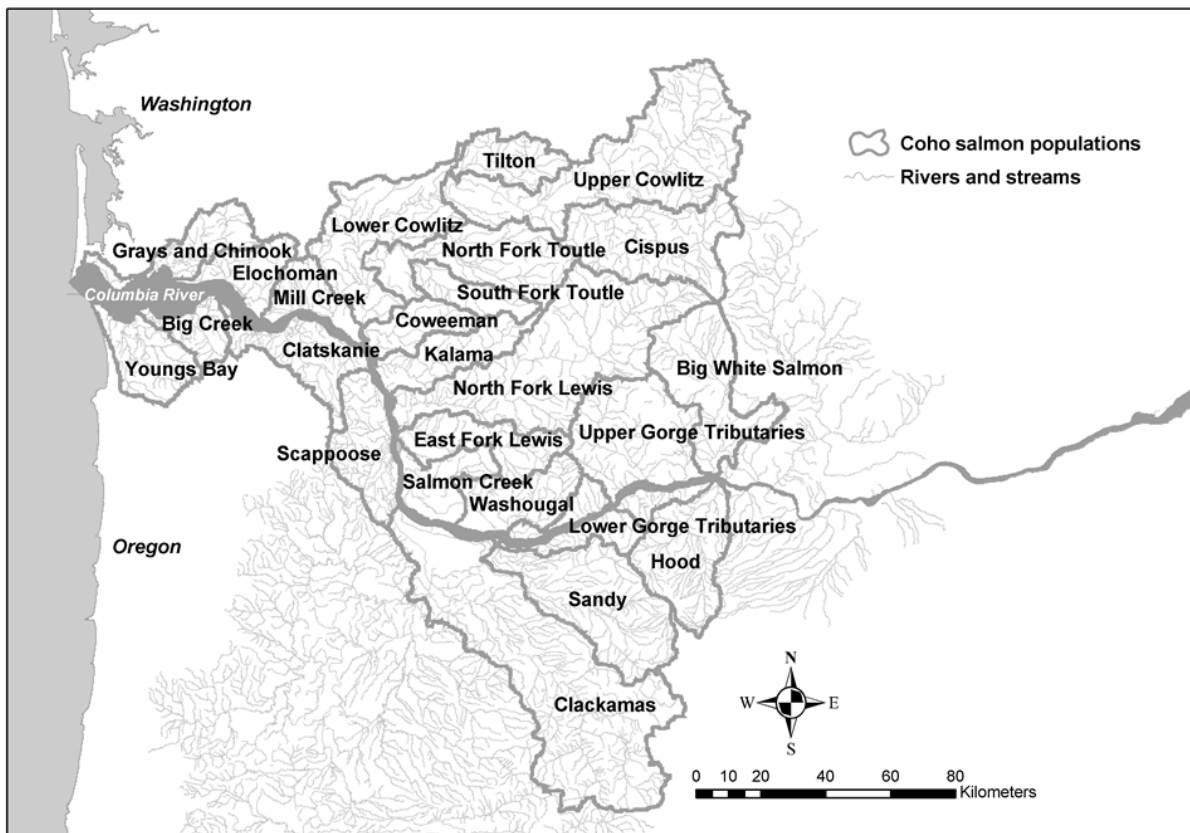 Washington
Tilton
Coho salmon populations
Upper Cowlitz
Rivers and streams
Lower Cowlitz
Grays and Chinook
North Fork Toutle
Cispus
Elochoman
Columbia River
Mill Creek
South Fork Toutle
Big Creek
Coweeman
Clatskanie
Kalama
Youngs Bay
Big White Salmon
North Fork Lewis
East Fork Lewis
Upper Gorge Tributaries
Scappoose
Salmon Creek
Washougal
Lower Gorge Tributaries
Oregon
Hood
Sandy
Clackamas
N
W
E
S
0 10 20 40 60 80
Kilometers